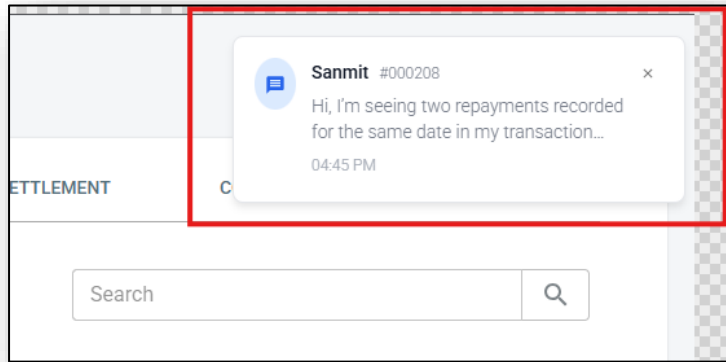 Sanmit #000208
Hi, I'm seeing two repayments recorded
for the same date in my transaction...
04:45 PM
ETTLEMENT C
Search